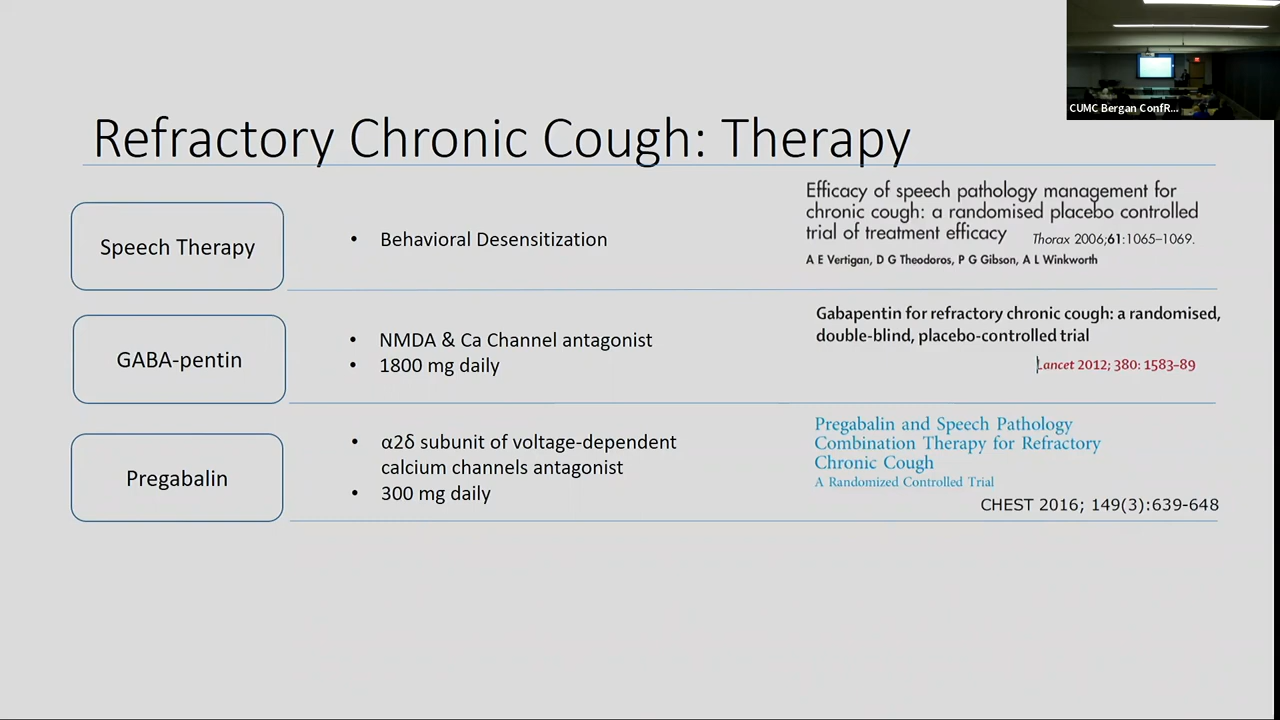 CUMC Bergan ConfR...
Refractory Chronic Cough: Therapy
Speech Therapy
• Behavioral Desensitization
Efficacy of speech pathology management for
chronic cough: a randomised placebo controlled
trial of treatment efficacy
Thorax 2006;61:1065–1069.
A E Vertigan, D G Theodoros, P G Gibson, A L Winkworth
GABA-pentin
• NMDA & Ca Channel antagonist
• 1800 mg daily
Gabapentin for refractory chronic cough: a randomised,
double-blind, placebo-controlled trial
Lancet 2012; 380: 1583–89
Pregabalin
• α2δ subunit of voltage-dependent
calcium channels antagonist
• 300 mg daily
Pregabalin and Speech Pathology
Combination Therapy for Refractory
Chronic Cough
A Randomized Controlled Trial
CHEST 2016; 149(3):639-648